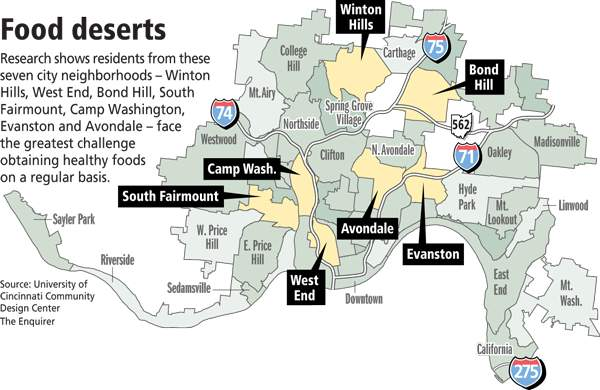 Food deserts
Research shows residents from these
seven city neighborhoods – Winton
Hills, West End, Bond Hill, South
Fairmount, Camp Washington,
Evanston and Avondale – face
the greatest challenge
obtaining healthy foods
on a regular basis.
Winton
Hills
75
College
Hill
Carthage
Bond
Hill
Mt. Airy
74
Spring Grove
Village
562
Northside
Westwood
Clifton
N. Avondale
71
Oakley
Madisonville
Camp Wash.
South Fairmount
Hyde
Park
Mt.
Lookout
Linwood
Avondale
Evanston
Sayler Park
W. Price
Hill
E. Price
Hill
Riverside
Sedamsville
West
End
Downtown
East
End
Mt.
Wash.
California
275
Source: University of
Cincinnati Community
Design Center
The Enquirer